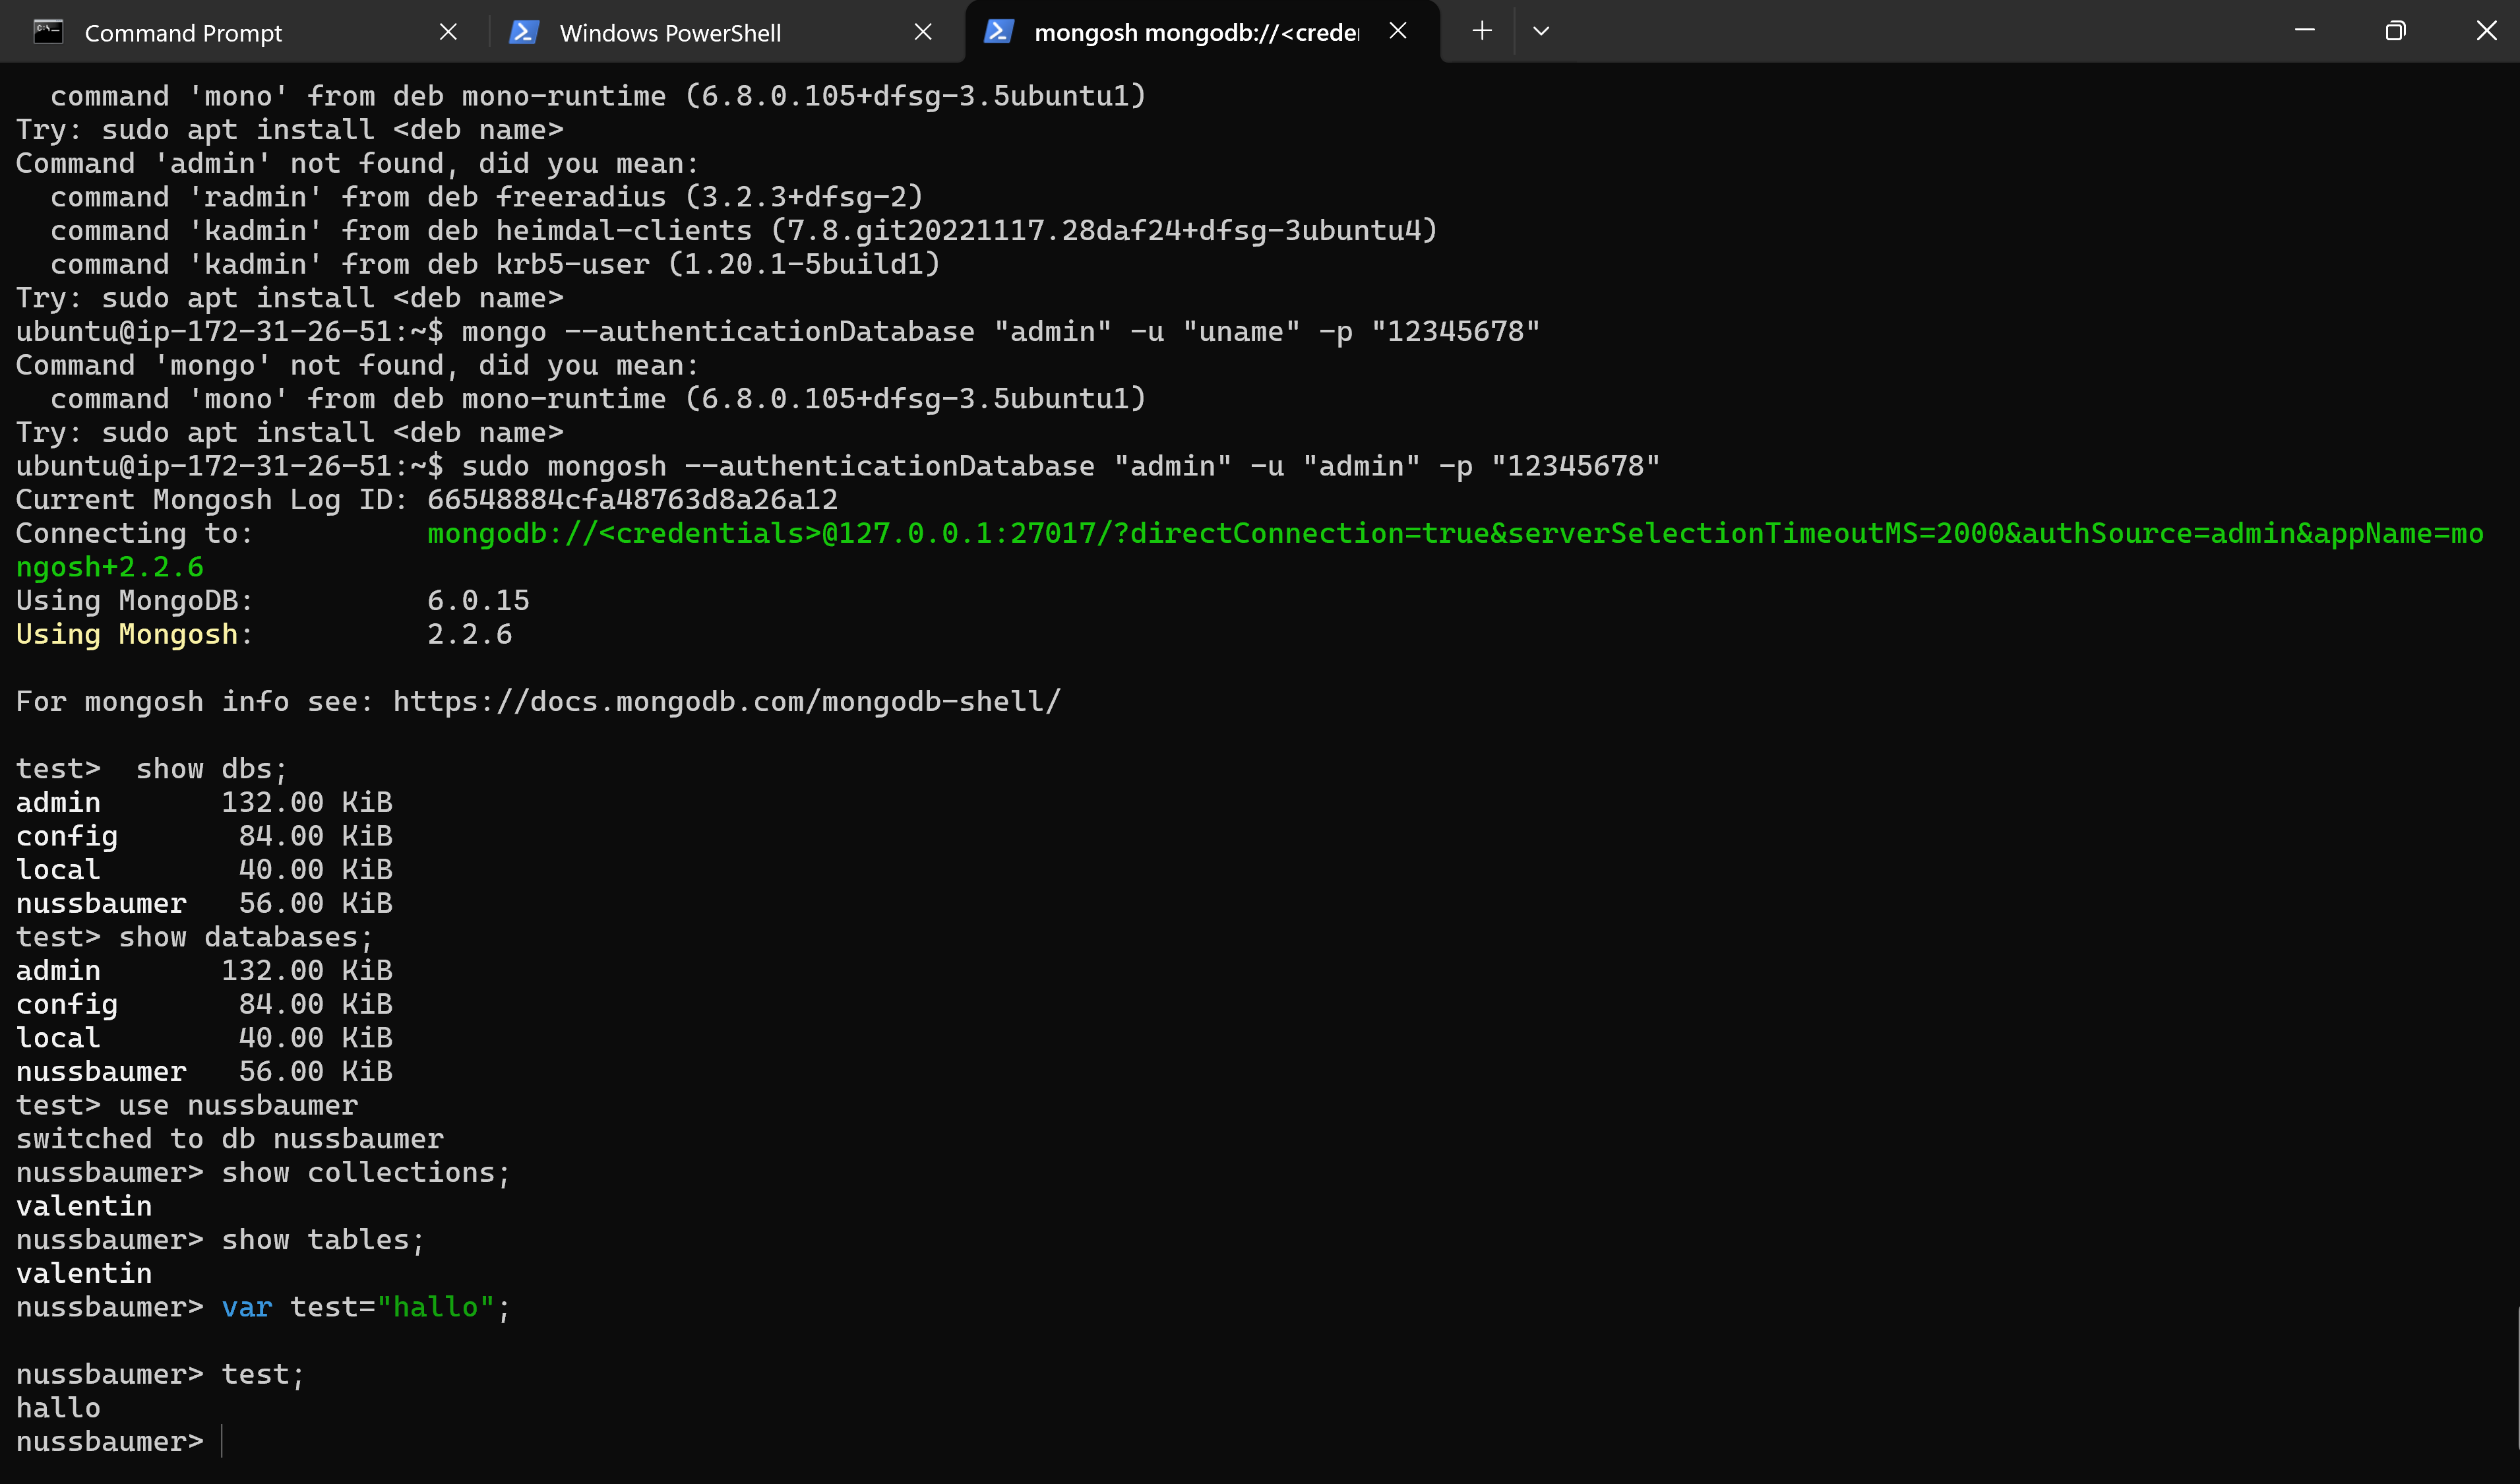 Command Prompt
Windows PowerShell
mongosh mongodb://<crede
command 'mono' from deb mono-runtime (6.8.0.105+dfsg-3.5ubuntu1)
Try: sudo apt install <deb name>
Command 'admin' not found, did you mean:
command 'radmin' from deb freeradius (3.2.3+dfsg-2)
command 'kadmin' from deb heimdal-clients (7.8.git20221117.28daf24+dfsg-3ubuntu4)
command 'kadmin' from deb krb5-user (1.20.1-5build1)
Try: sudo apt install <deb name>
ubuntu@ip-172-31-26-51:~$ mongo --authenticationDatabase "admin" -u "uname" -p "12345678"
Command 'mongo' not found, did you mean:
command 'mono' from deb mono-runtime (6.8.0.105+dfsg-3.5ubuntu1)
Try: sudo apt install <deb name>
ubuntu@ip-172-31-26-51:~$ sudo mongosh --authenticationDatabase "admin" -u "admin" -p "12345678"
Current Mongosh Log ID: 66548884cfa48763d8a26a12
Connecting to: mongodb://<credentials>@127.0.0.1:27017/?directConnection=true&serverSelectionTimeoutMS=2000&authSource=admin&appName=mo
ngosh+2.2.6
Using MongoDB: 6.0.15
Using Mongosh: 2.2.6
For mongosh info see: https://docs.mongodb.com/mongodb-shell/
test>  show dbs;
admin 132.00 KiB
config 84.00 KiB
local 40.00 KiB
nussbaumer 56.00 KiB
test> show databases;
admin 132.00 KiB
config 84.00 KiB
local 40.00 KiB
nussbaumer 56.00 KiB
test> use nussbaumer
switched to db nussbaumer
nussbaumer> show collections;
valentin
nussbaumer> show tables;
valentin
nussbaumer> var test="hallo";
nussbaumer> test;
hallo
nussbaumer>